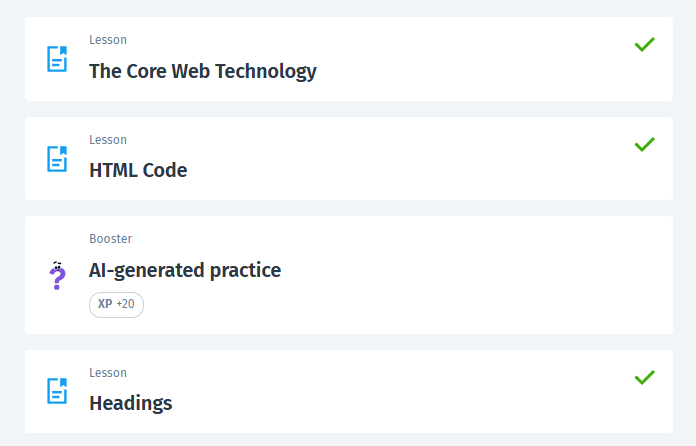 Lesson
The Core Web Technology
Lesson
HTML Code
Booster
AI-generated practice
XP +20
Lesson
Headings